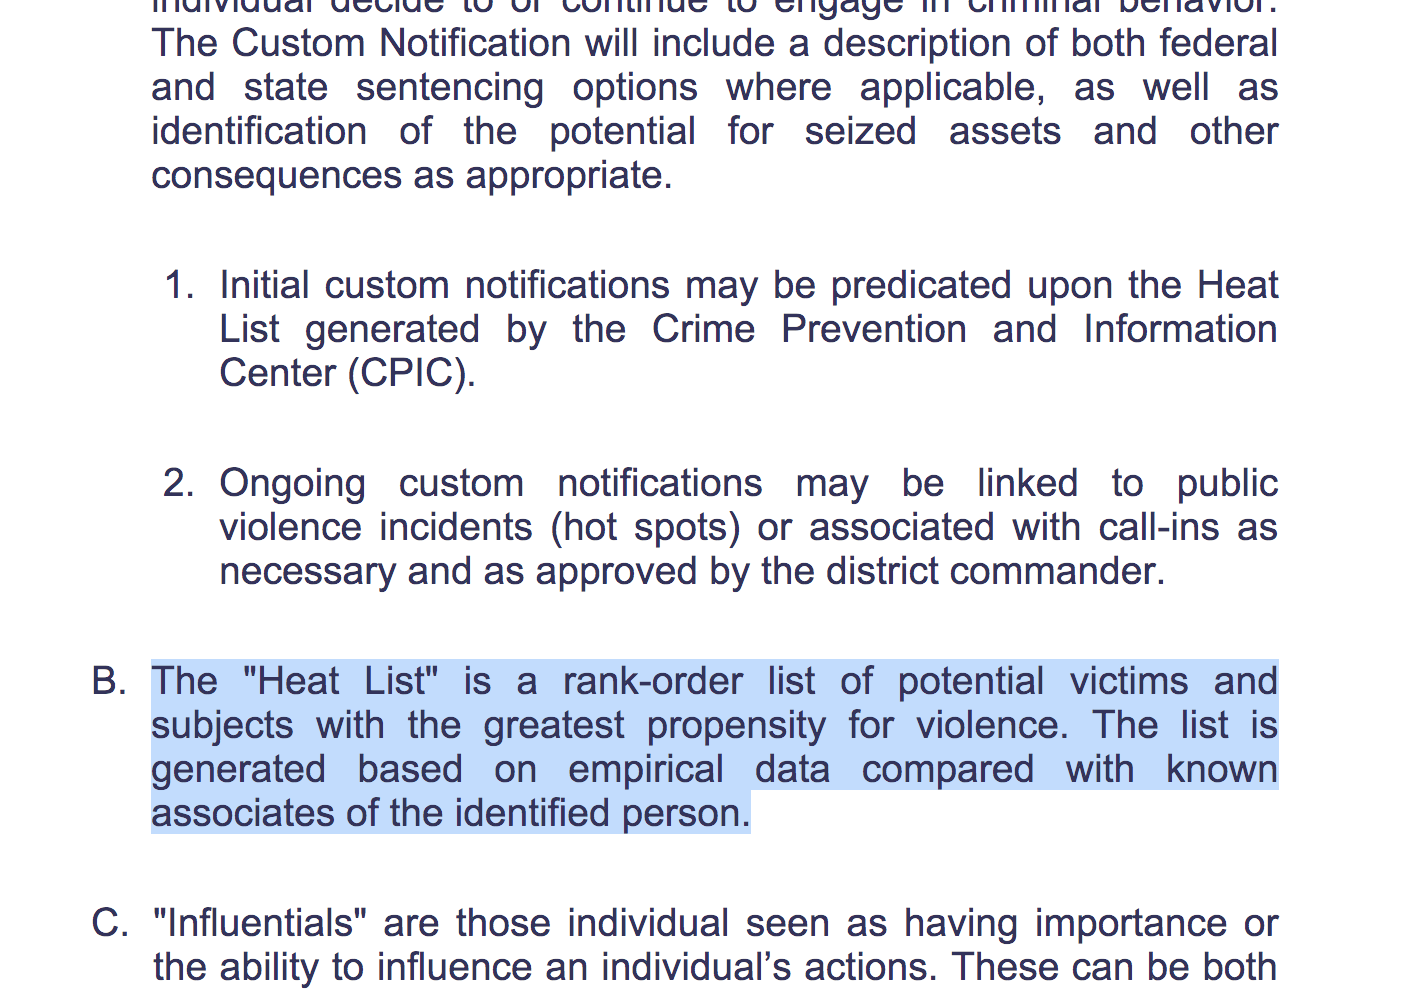 individual decide to or continue to engage in criminal behavior.
The Custom Notification will include a description of both federal
and state sentencing options where applicable, as well as
identification of the potential for seized assets and other
consequences as appropriate.
1. Initial custom notifications may be predicated upon the Heat
List generated by the Crime Prevention and Information
Center (CPIC).
2. Ongoing custom notifications may be linked to public
violence incidents (hot spots) or associated with call-ins as
necessary and as approved by the district commander.
B. The "Heat List" is a rank-order list of potential victims and
subjects with the greatest propensity for violence. The list is
generated based on empirical data compared with known
associates of the identified person.
C. "Influentials" are those individual seen as having importance or
the ability to influence an individual’s actions. These can be both